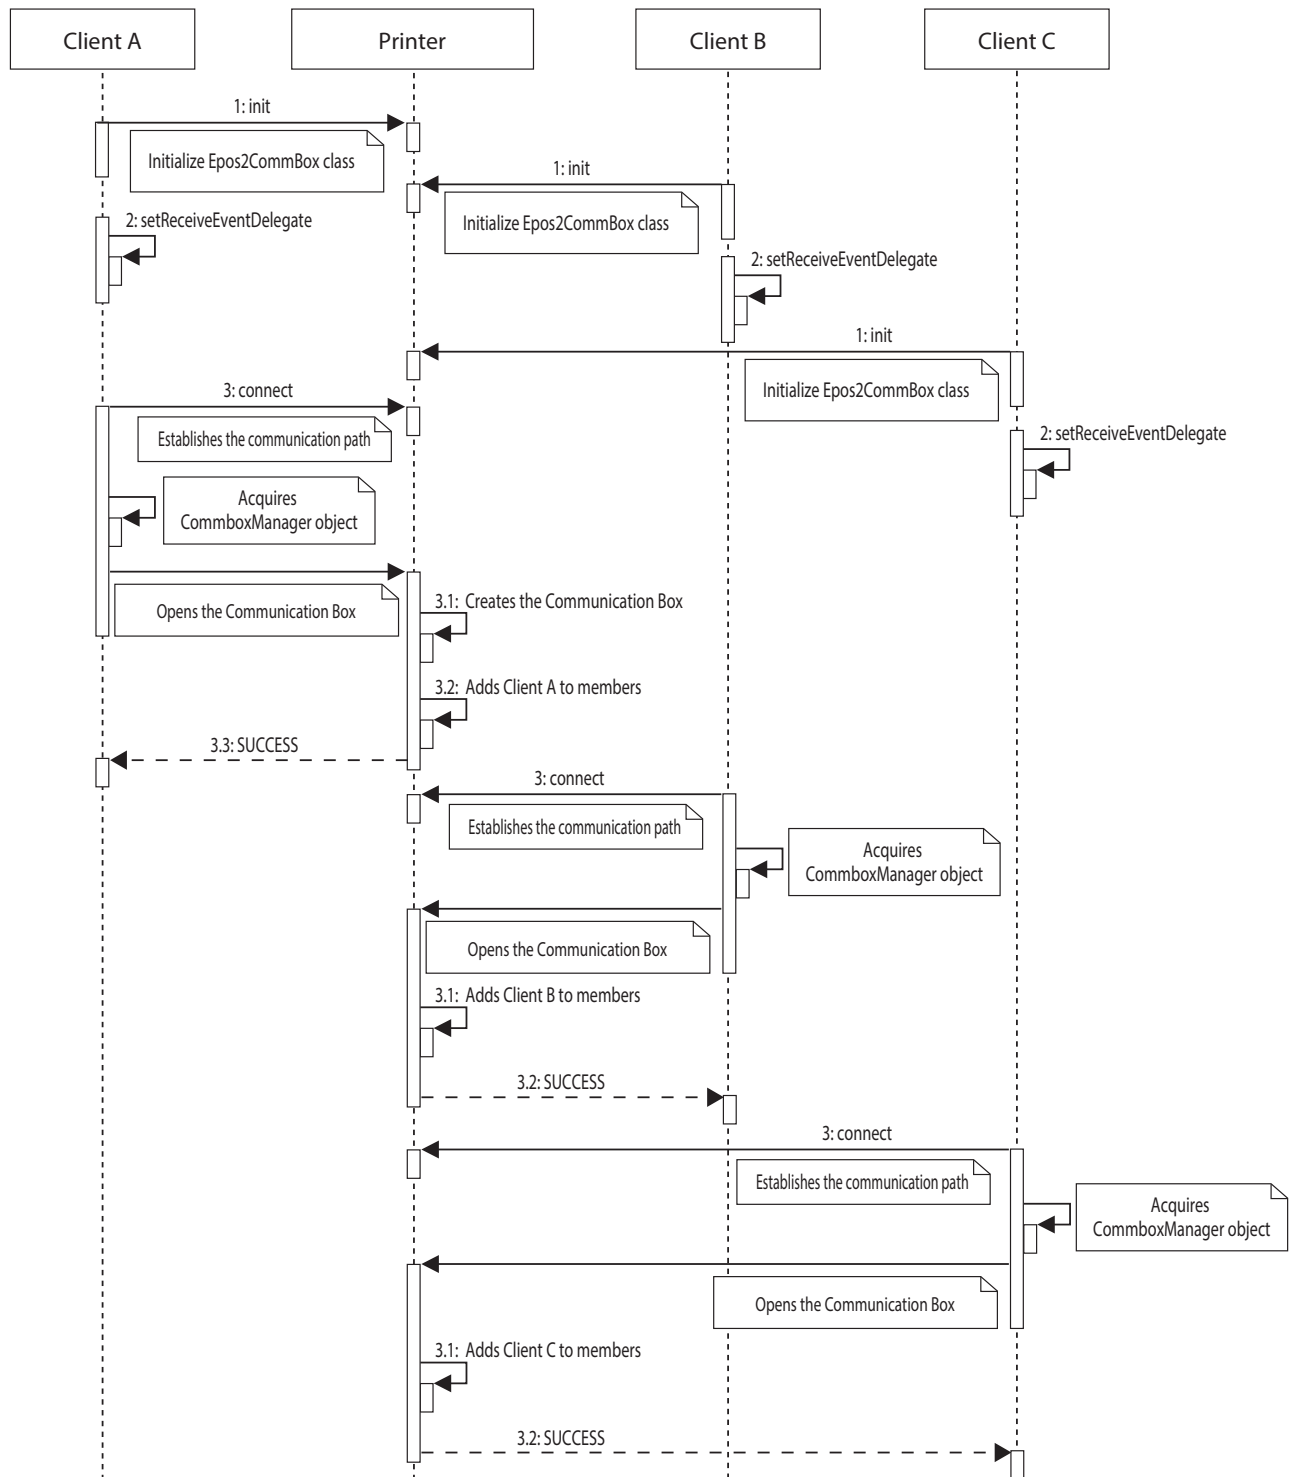 Client A
Printer
Client B
Client C
1: init
Initialize Epos2CommBox class
1: init
Initialize Epos2CommBox class
2: setReceiveEventDelegate
2: setReceiveEventDelegate
1: init
Initialize Epos2CommBox class
3: connect
Establishes the communication path
2: setReceiveEventDelegate
Acquires
CommboxManager object
Opens the Communication Box
3.1: Creates the Communication Box
3.2: Adds Client A to members
3.3: SUCCESS
3: connect
Establishes the communication path
Acquires
CommboxManager object
Opens the Communication Box
3.1: Adds Client B to members
3.2: SUCCESS
3: connect
Establishes the communication path
Acquires
CommboxManager object
Opens the Communication Box
3.1: Adds Client C to members
3.2: SUCCESS